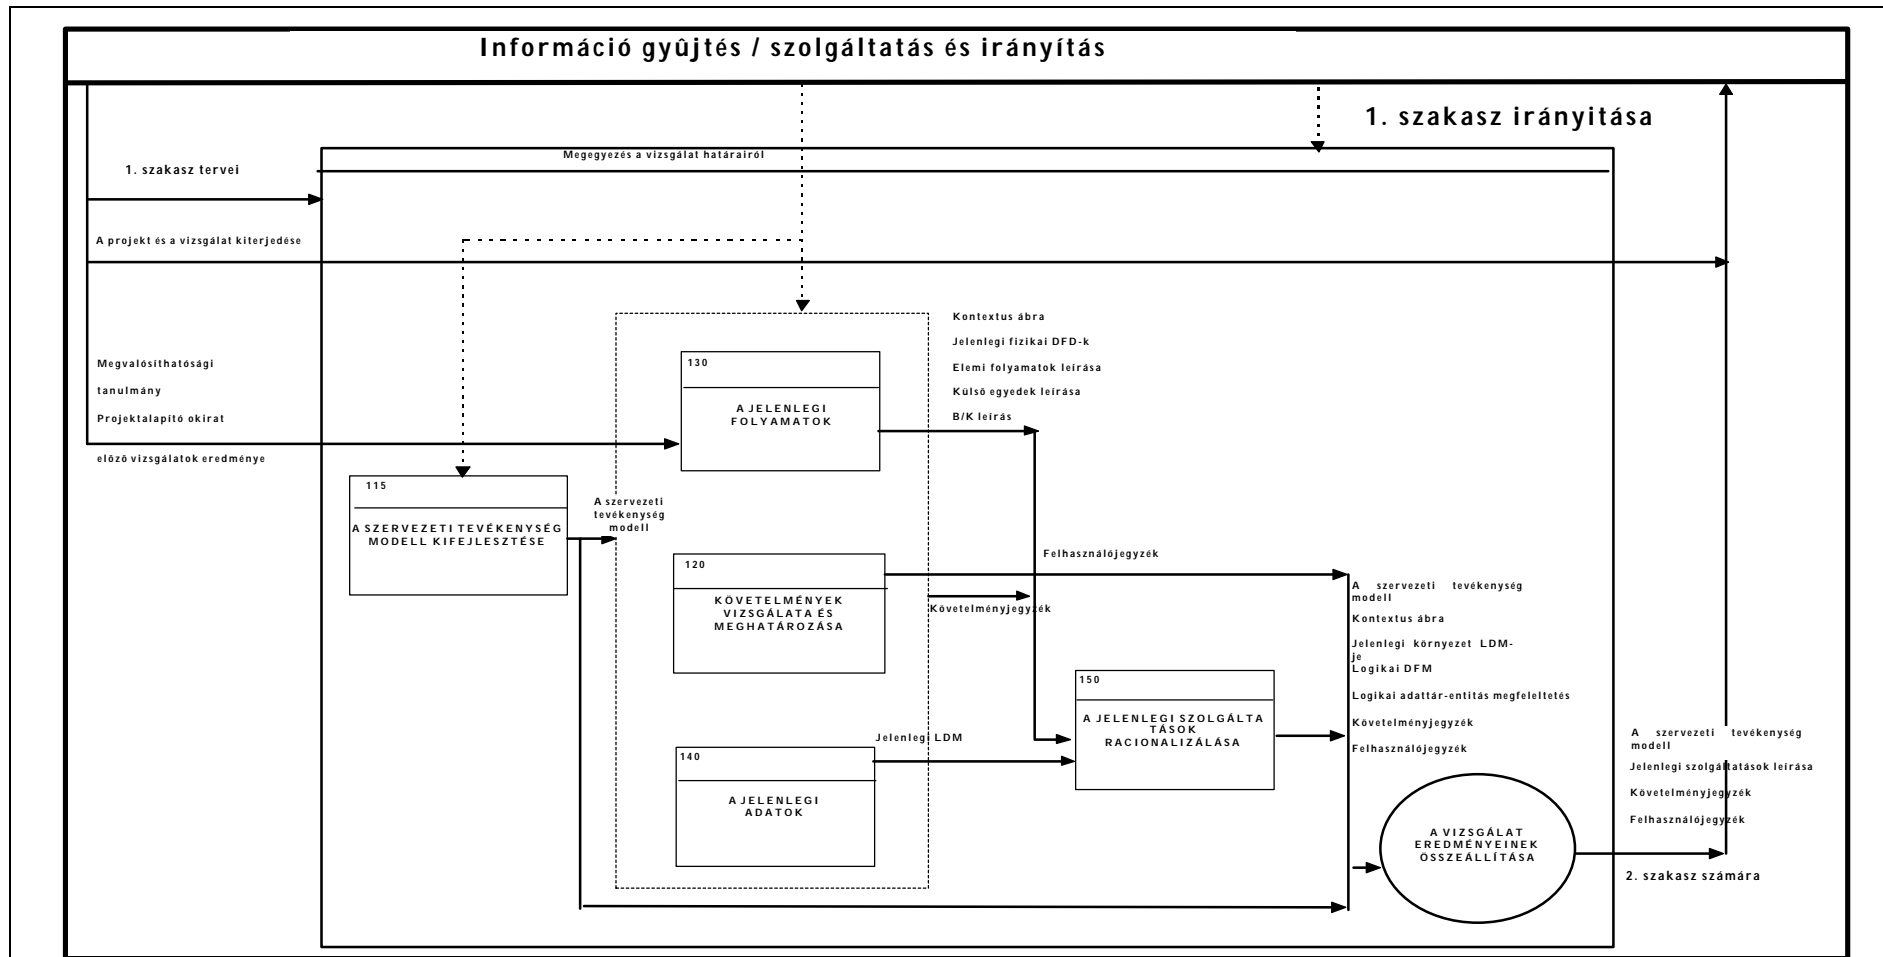 Információ gyûjtés / szolgáltatás és irányítás
1. szakasz irányitása
Megegyezés a vizsgálat határairól
1. szakasz tervei
A projekt és a vizsgálat kiterjedése
Megvalósíthatósági
tanulmány
Projektalapító okirat
elõzõ vizsgálatok eredménye
Kontextus ábra
Jelenlegi fizikai DFD-k
Elemi folyamatok leírása
Külsõ egyedek leírása
B/K leírás
130
A JELENLEGI
FOLYAMATOK
115
A SZERVEZETI TEVÉKENYSÉG
MODELL KIFEJLESZTÉSE
A szervezeti
tevékenység
modell
120
KÖVETELMÉNYEK
VIZSGÁLATA ÉS
MEGHATÁROZÁSA
Felhasználójegyzék
Követelményjegyzék
140
A JELENLEGI
ADATOK
Jelenlegi LDM
150
A JELENLEGI SZOLGÁLTA
TÁSOK
RACIONALIZÁLÁSA
A szervezeti tevékenység
modell
Kontextus ábra
Jelenlegi környezet LDM-
je
Logikai DFM
Logikai adattár-entitás megfeleltetés
Követelményjegyzék
Felhasználójegyzék
A VIZSGÁLAT
EREDMÉNYEINEK
ÖSSZEÁLLÍTÁSA
A szervezeti tevékenység
modell
Jelenlegi szolgáltatások leírása
Követelményjegyzék
Felhasználójegyzék
2. szakasz számára